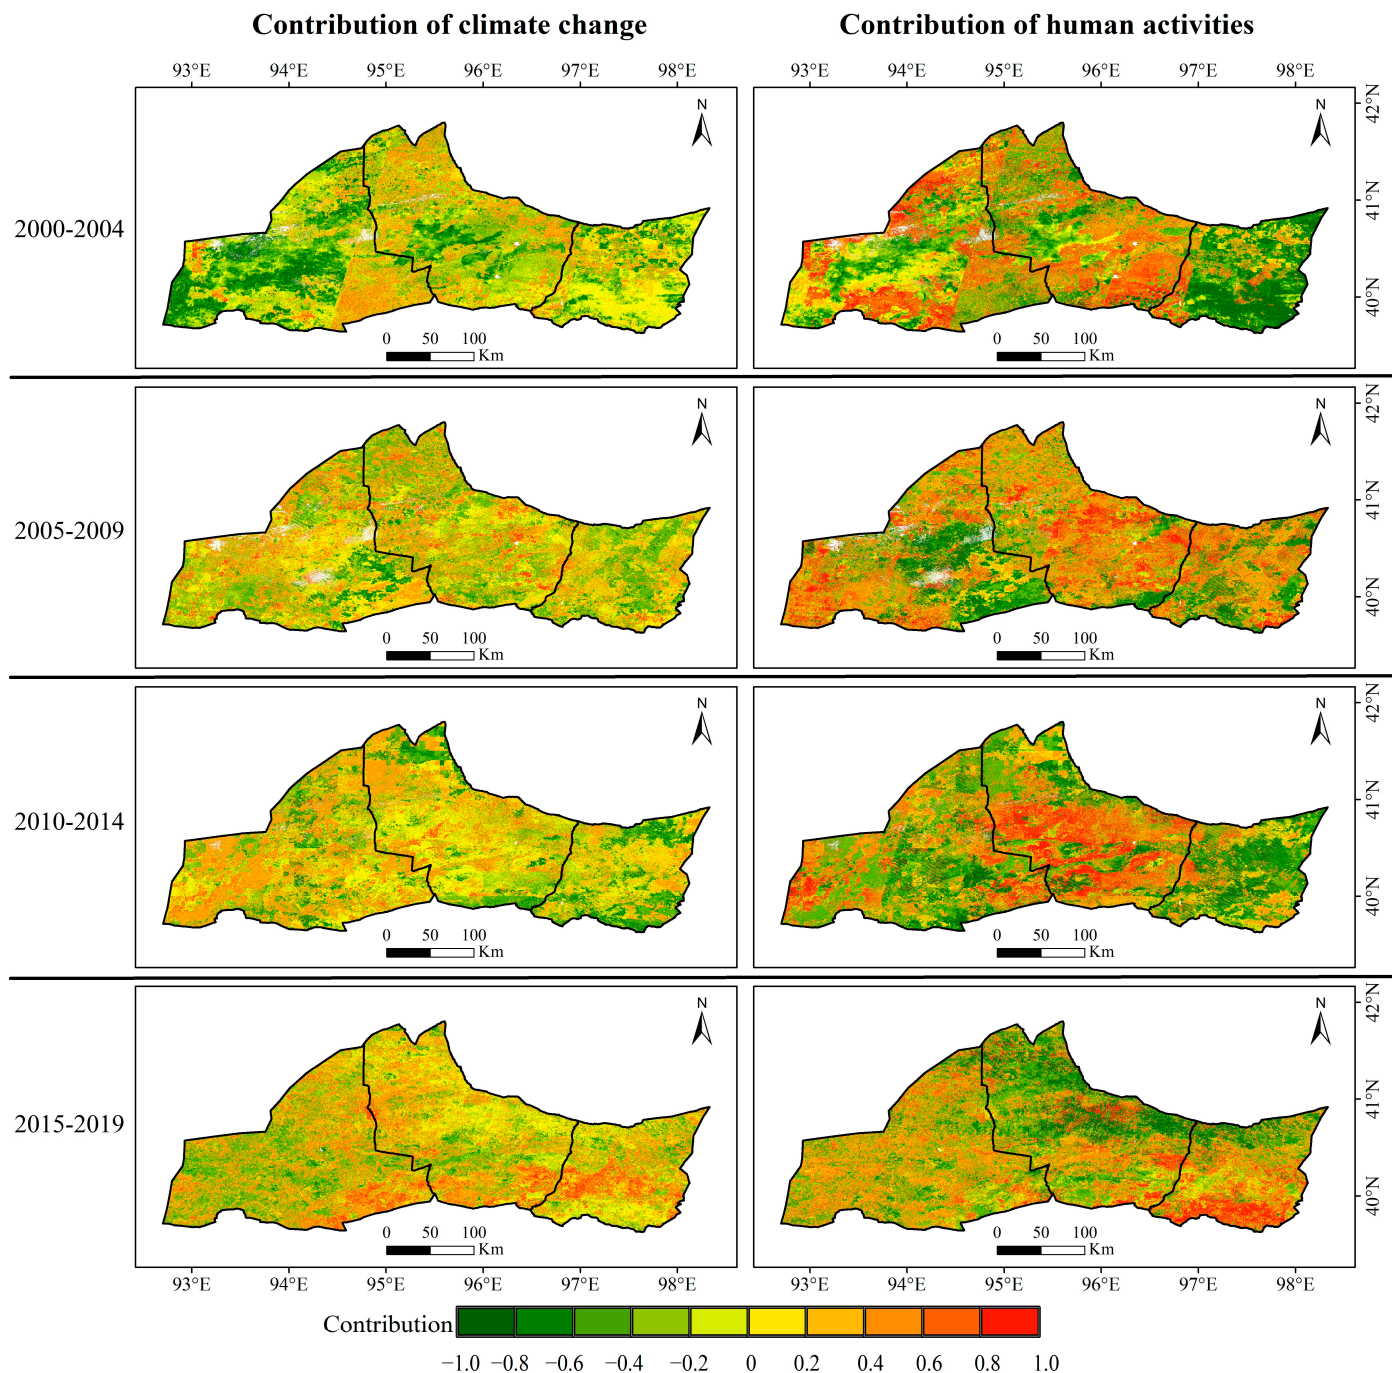 Contribution of climate change Contribution of human activities
93°E 94°E 95°E 96°E 97°E 98°E 93°E 94°E 95°E 96°E 97°E 98°E
N N 42°N
2000-2004 41°N
40°N
0 50 100 Km 0 50 100 Km
N N 42°N
2005-2009 41°N
40°N
0 50 100 Km 0 50 100 Km
N N 42°N
2010-2014 41°N
40°N
0 50 100 Km 0 50 100 Km
N N 42°N
2015-2019 41°N
40°N
0 50 100 Km 0 50 100 Km
93°E 94°E 95°E 96°E 97°E 98°E 93°E 94°E 95°E 96°E 97°E 98°E
Contribution
−1.0 −0.8 −0.6 −0.4 −0.2 0 0.2 0.4 0.6 0.8 1.0